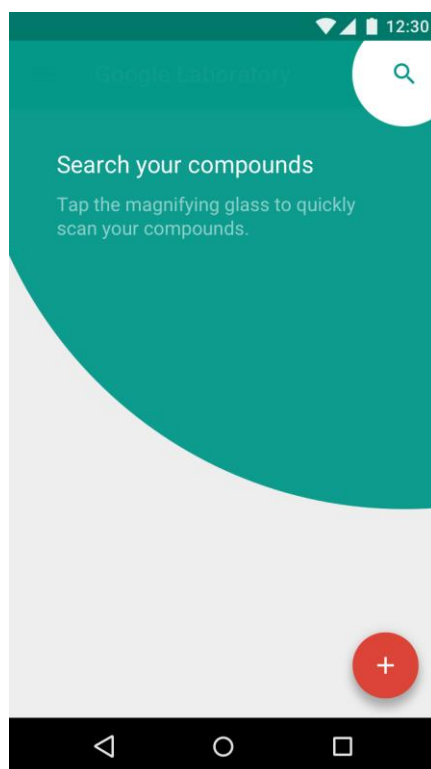 12:30
Google Laboratory
Search your compounds
Tap the magnifying glass to quickly
scan your compounds.